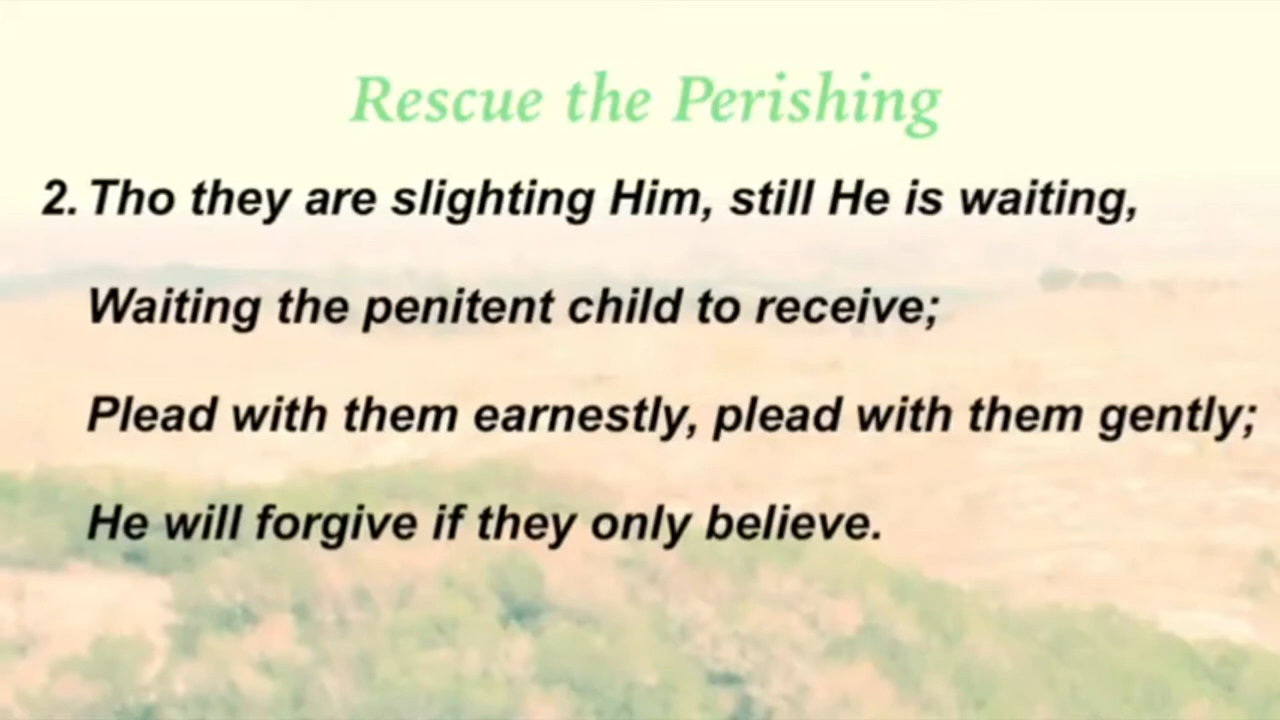 Rescue the Perishing
2. Tho they are slighting Him, still He is waiting,
Waiting the penitent child to receive;
Plead with them earnestly, plead with them gently;
He will forgive if they only believe.